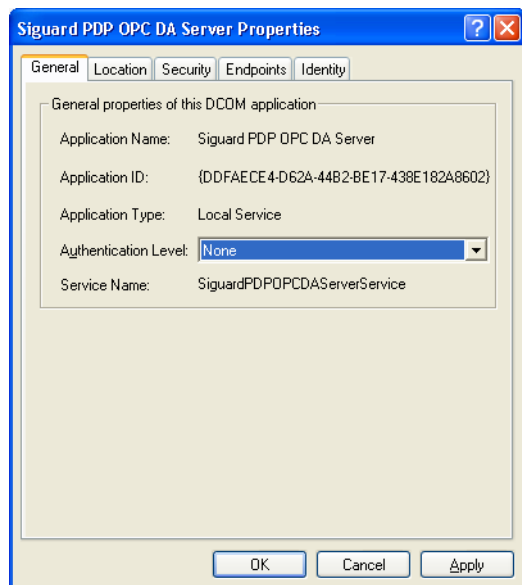 Siguard PDP OPC DA Server Properties
General Location Security Endpoints Identity
General properties of this DCOM application
Application Name: Siguard PDP OPC DA Server
Application ID: {DDFAECE4-D62A-44B2-BE17-438E182A8602}
Application Type: Local Service
Authentication Level: None
Service Name: SiguardPDPOPCDAServerService
OK Cancel Apply